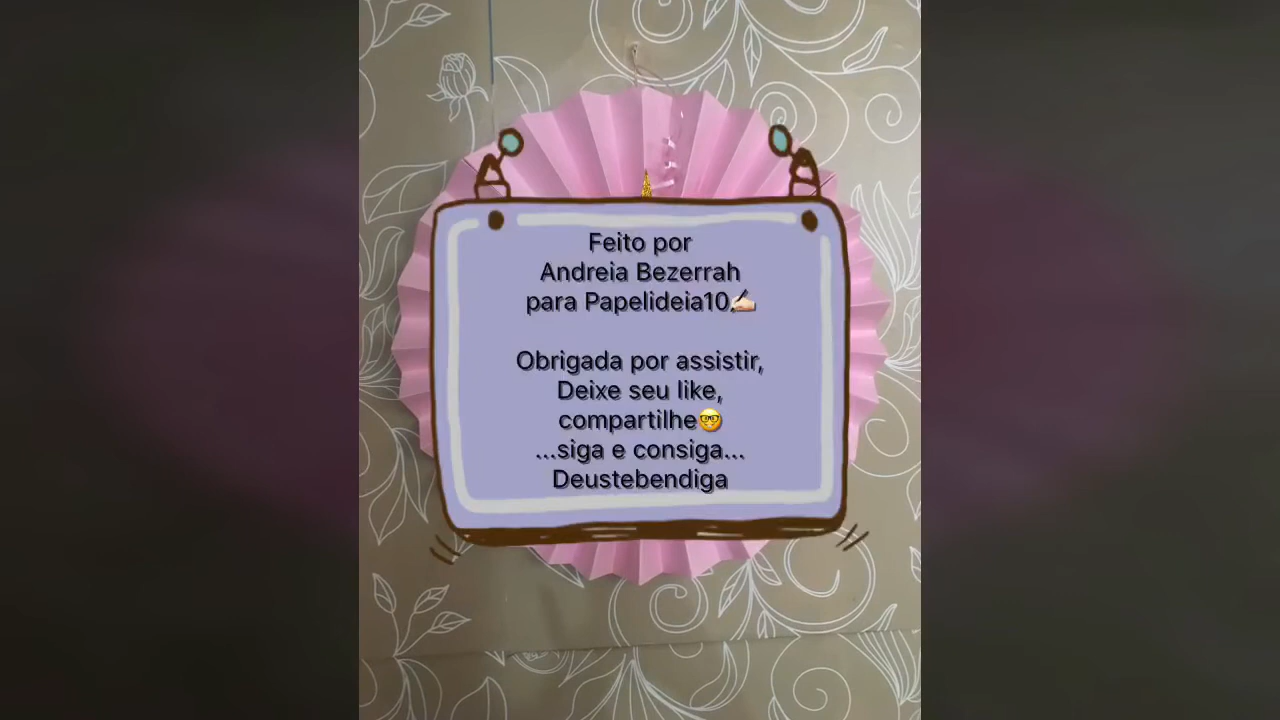 Feito por
Andreia Bezerrah
para Papelideia10✍🏻
Obrigada por assistir,
Deixe seu like,
compartilhe🤓
...siga e consiga...
Deustebendiga